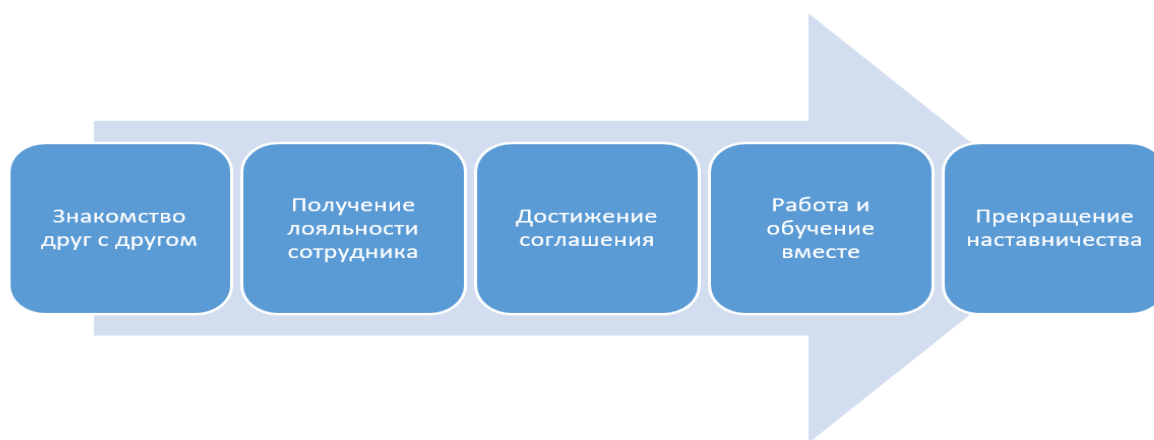 Знакомство
друг с другом
Получение
лояльности
сотрудника
Достижение
соглашения
Работа и
обучение
вместе
Прекращение
наставничества